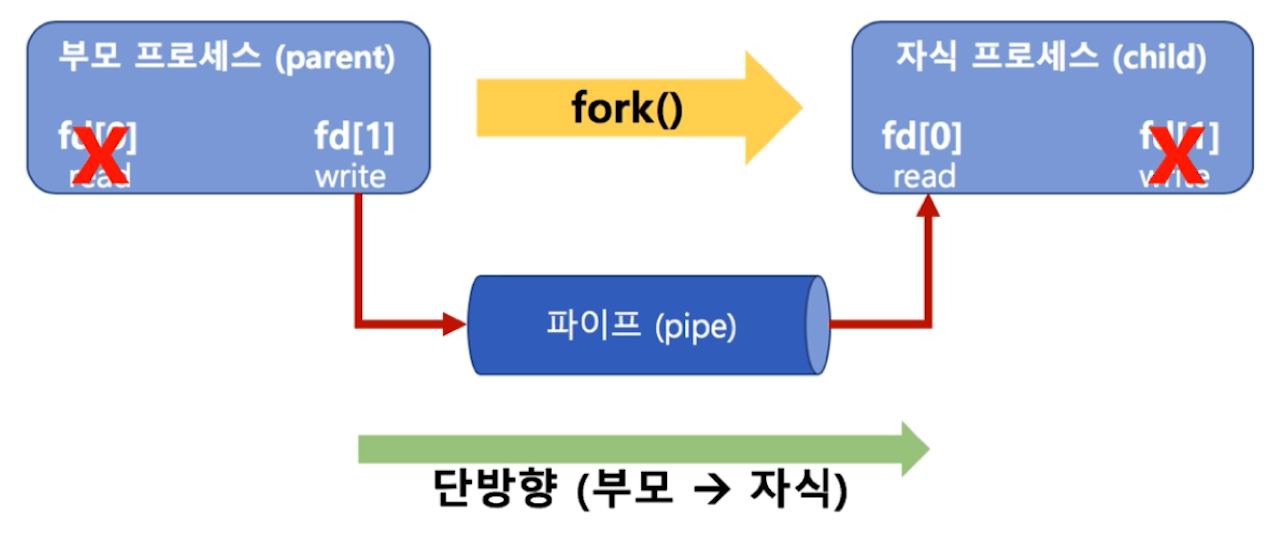 부모 프로세스 (parent)
fd[0]
read
fd[1]
write
fork()
자식 프로세스 (child)
fd[0]
read
fd[1]
write
파이프 (pipe)
단방향 (부모 → 자식)